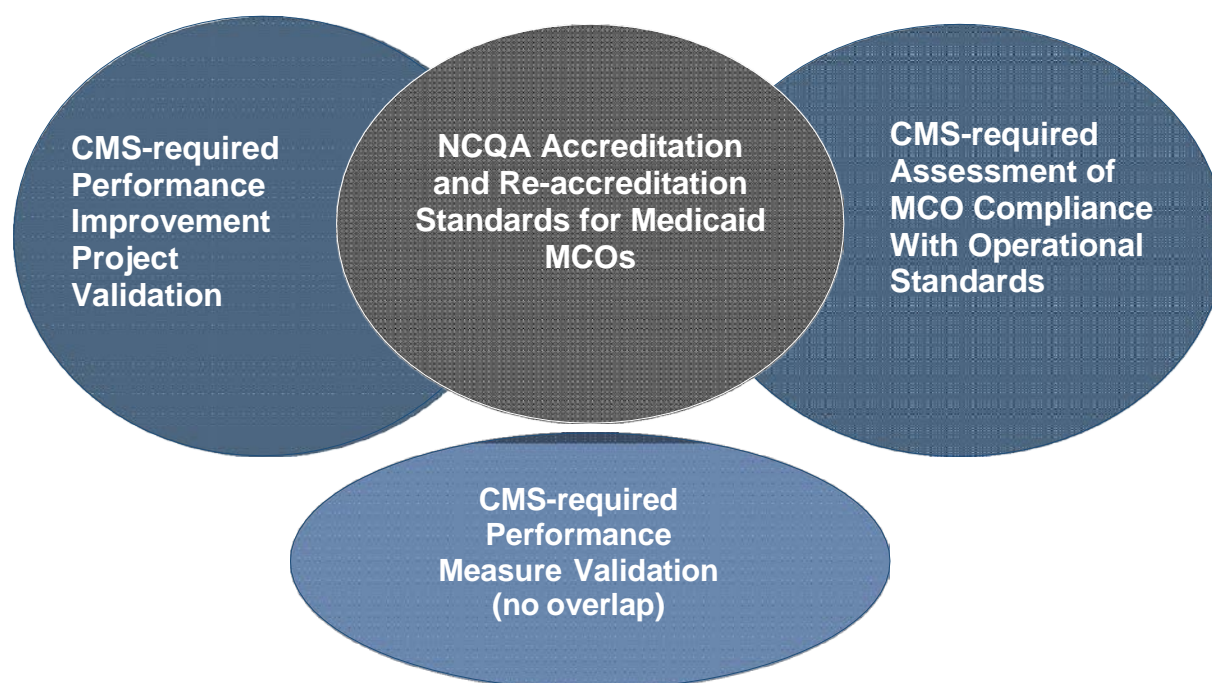 CMS-required
Performance
Improvement
Project
Validation
NCQA Accreditation
and Re-accreditation
Standards for Medicaid
MCOs
CMS-required
Assessment of
MCO Compliance
With Operational
Standards
CMS-required
Performance
Measure Validation
(no overlap)